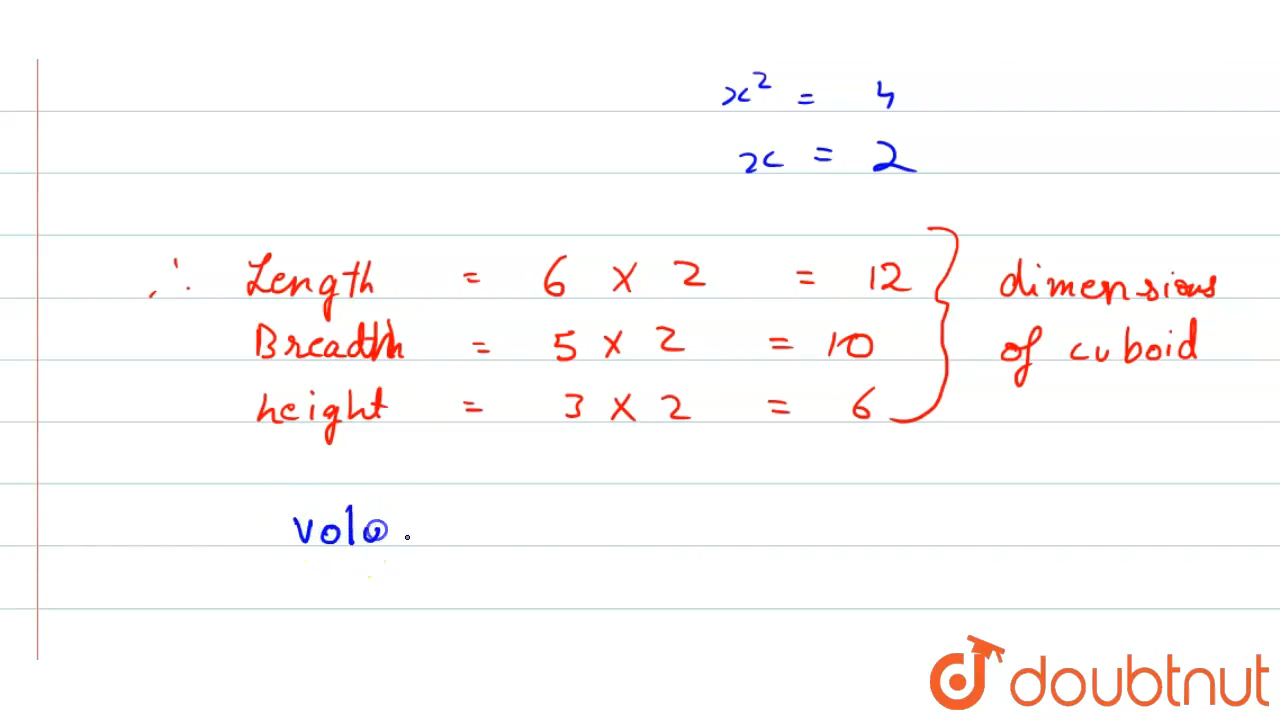 x² = 4
x = 2
∴ Length = 6 × 2 = 12 } dimensions
Breadth = 5 × 2 = 10 of cuboid
height = 3 × 2 = 6
Volo
doubtnut